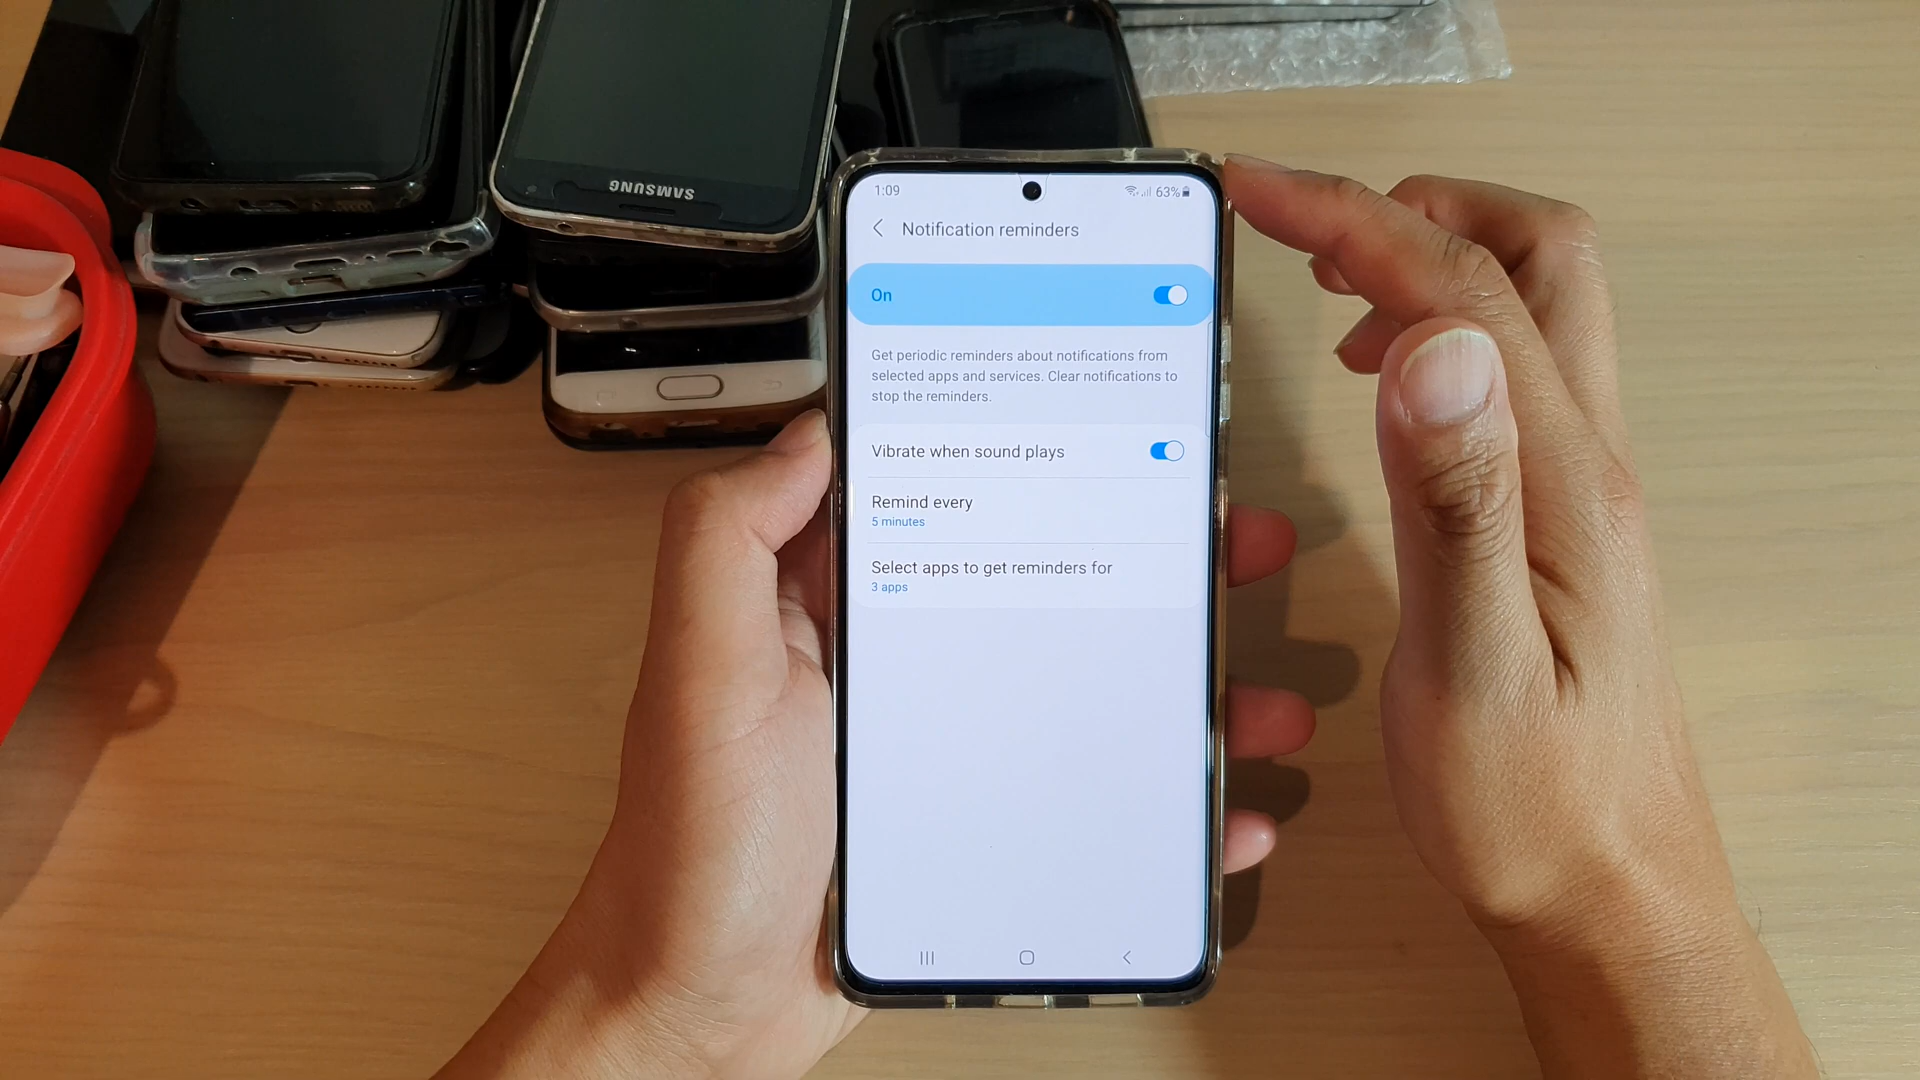 SAMSUNG
1:09
63%
Notification reminders
On
Get periodic reminders about notifications from
selected apps and services. Clear notifications to
stop the reminders.
Vibrate when sound plays
Remind every
5 minutes
Select apps to get reminders for
3 apps